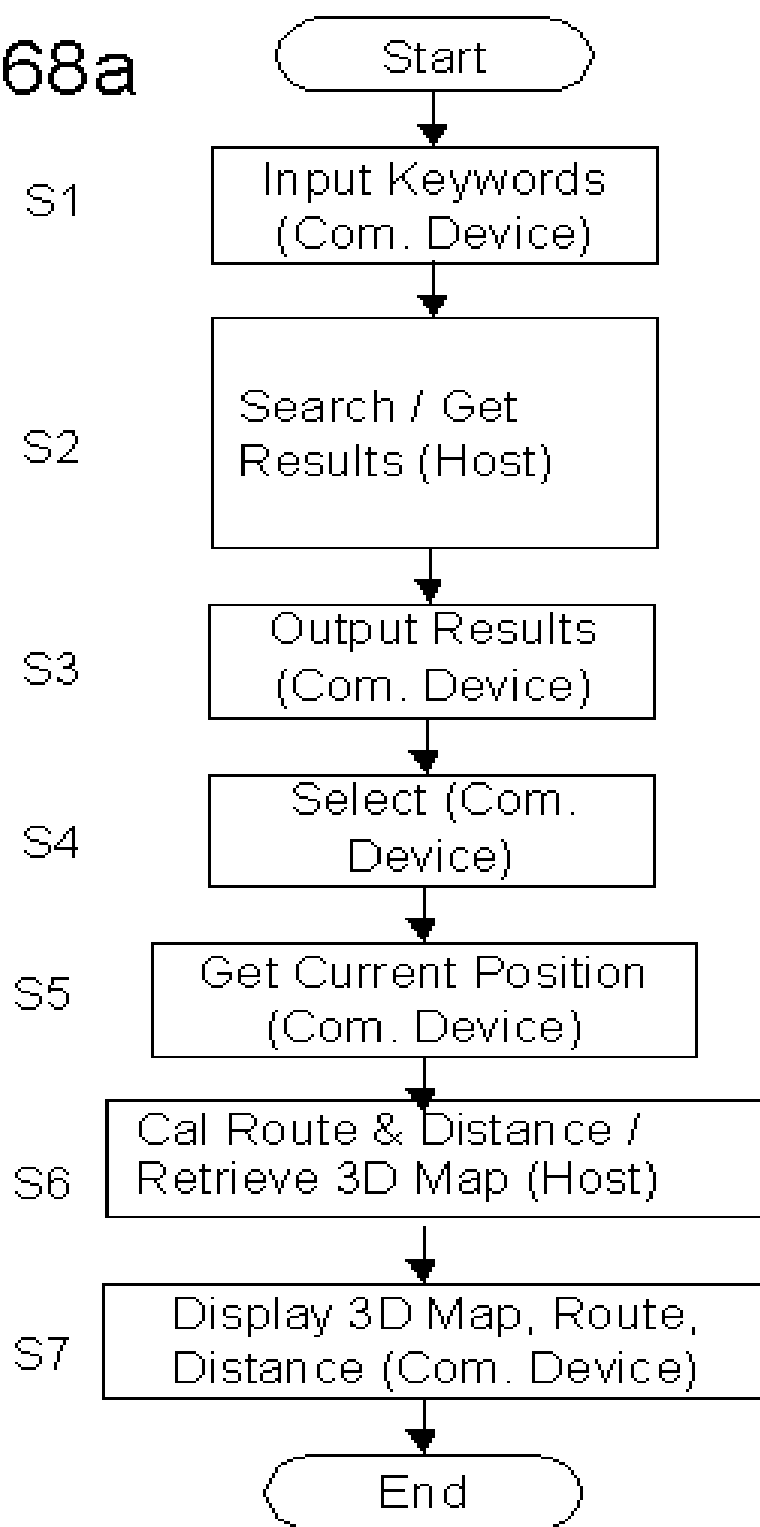 68a
Start
S1
Input Keywords
(Com. Device)
S2
Search / Get
Results (Host)
S3
Output Results
(Com. Device)
S4
Select (Com.
Device)
S5
Get Current Position
(Com. Device)
S6
Cal Route & Distance /
Retrieve 3D Map (Host)
S7
Display 3D Map, Route,
Distance (Com. Device)
End